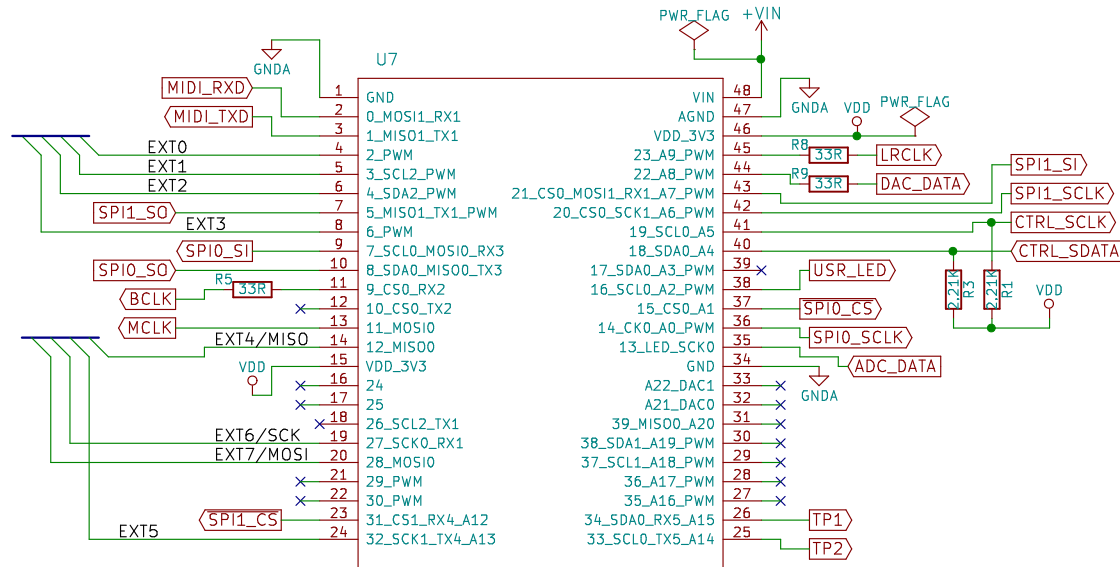 PWR_FLAG +VIN
U7
GNDA
MIDI_RXD 1 GND VIN 48 GNDA PWR_FLAG
2 0_MOSI1_RX1 AGND 47 VDD
MIDI_TXD 3 1_MISO1_TX1 VDD_3V3 46
EXT0 4 2_PWM 23_A9_PWM 45 R8 33R LRCLK
EXT1 5 3_SCL2_PWM 22_A8_PWM 44 R9 33R DAC_DATA SPI1_SI
EXT2 6 4_SDA2_PWM 21_CS0_MOSI1_RX1_A7_PWM 43 SPI1_SCLK
SPI1_SO 7 5_MISO1_TX1_PWM 20_CS0_SCK1_A6_PWM 42
EXT3 8 6_PWM 19_SCL0_A5 41 CTRL_SCLK
SPI0_SI 9 7_SCL0_MOSI0_RX3 18_SDA0_A4 40 CTRL_SDATA
SPI0_SO 10 8_SDA0_MISO0_TX3 17_SDA0_A3_PWM 39 USR_LED
BCLK R5 33R 11 9_CS0_RX2 16_SCL0_A2_PWM 38 2.21K R3 2.21K R1 VDD
12 10_CS0_TX2 15_CS0_A1 37 SPI0_CS
MCLK 13 11_MOSI0 14_CK0_A0_PWM 36 SPI0_SCLK
EXT4/MISO 14 12_MISO0 13_LED_SCK0 35
VDD 15 VDD_3V3 GND 34 ADC_DATA
16 24 A22_DAC1 33 GNDA
17 25 A21_DAC0 32
18 26_SCL2_TX1 39_MISO0_A20 31
EXT6/SCK 19 27_SCK0_RX1 38_SDA1_A19_PWM 30
EXT7/MOSI 20 28_MOSI0 37_SCL1_A18_PWM 29
21 29_PWM 36_A17_PWM 28
22 30_PWM 35_A16_PWM 27
SPI1_CS 23 31_CS1_RX4_A12 34_SDA0_RX5_A15 26 TP1
EXT5 24 32_SCK1_TX4_A13 33_SCL0_TX5_A14 25 TP2